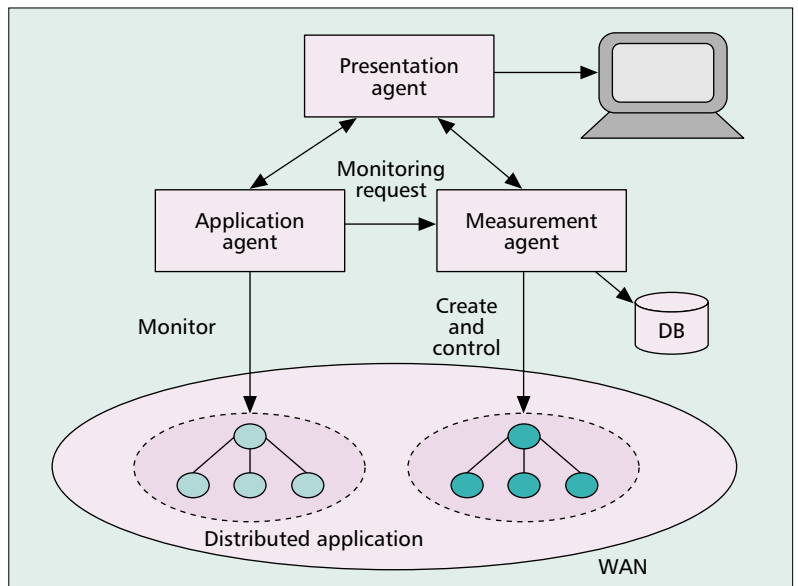 Presentation
agent
Monitoring
request
Application
agent
Measurement
agent
Monitor
Create
and
control
DB
Distributed application
WAN